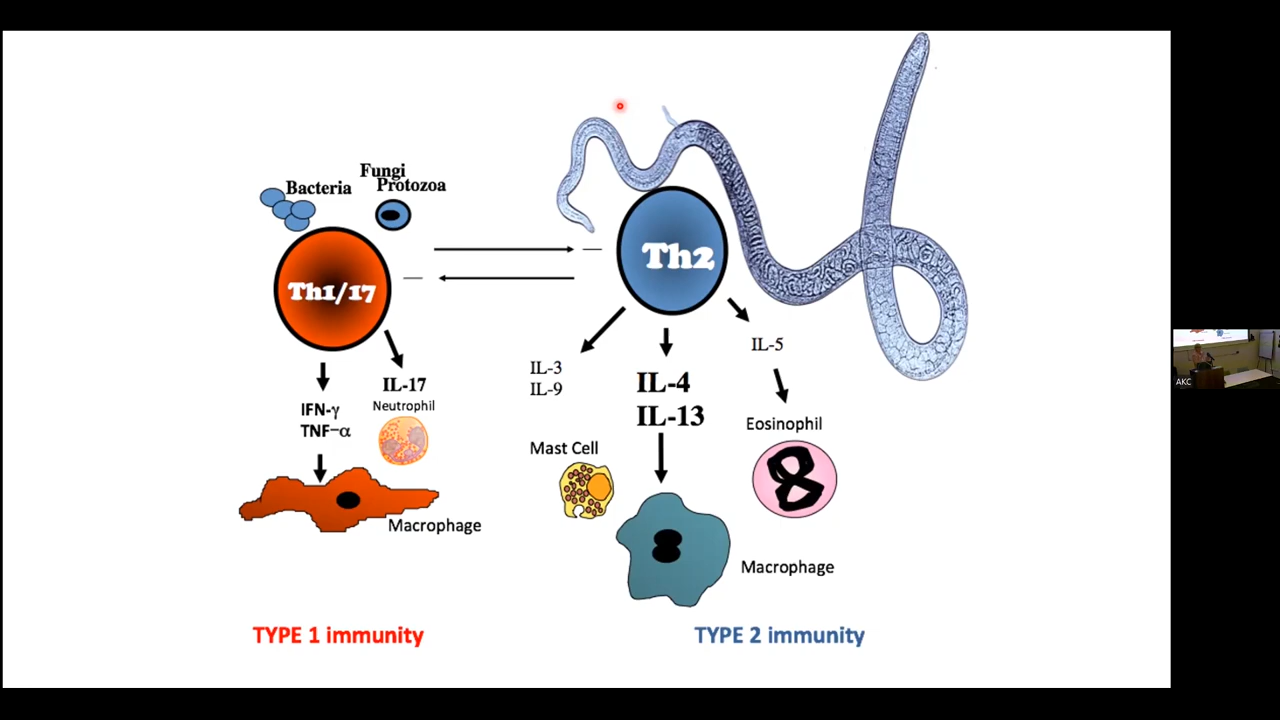 Fungi
Bacteria
Protozoa
Th1/17
Th2
IL-17
Neutrophil
IFN-γ
TNF-α
Macrophage
IL-3
IL-9
IL-4
IL-13
IL-5
Mast Cell
Eosinophil
Macrophage
TYPE 1 immunity
TYPE 2 immunity
AKC